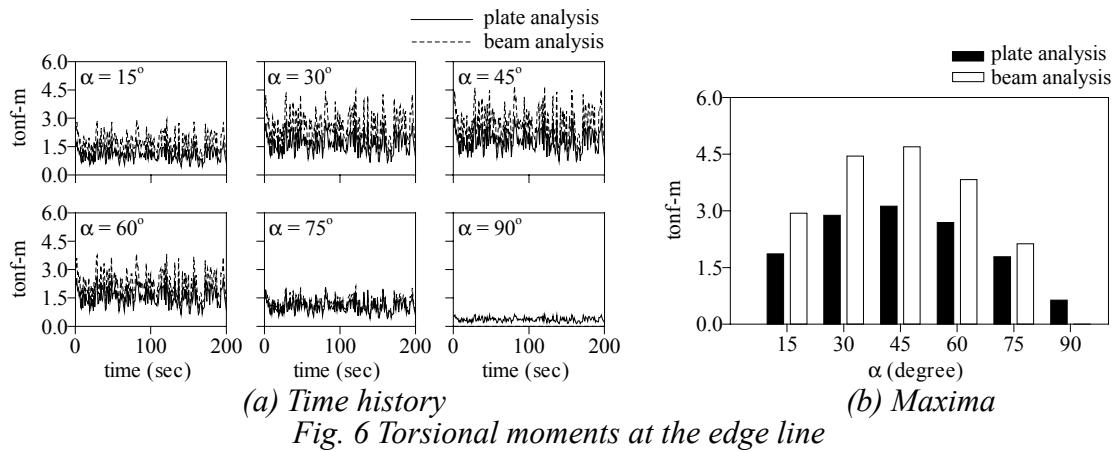 plate analysis
beam analysis
tonf-m
6.0
4.5
3.0
1.5
0.0
α = 15°
α = 30°
α = 45°
0 100 200
tonf-m
6.0
4.5
3.0
1.5
0.0
α = 60°
α = 75°
α = 90°
0 100 200
0 100 200
0 100 200
time (sec)
time (sec)
time (sec)
(a) Time history
plate analysis
beam analysis
tonf-m
6.0
4.5
3.0
1.5
0.0
15 30 45 60 75 90
α (degree)
(b) Maxima
Fig. 6 Torsional moments at the edge line